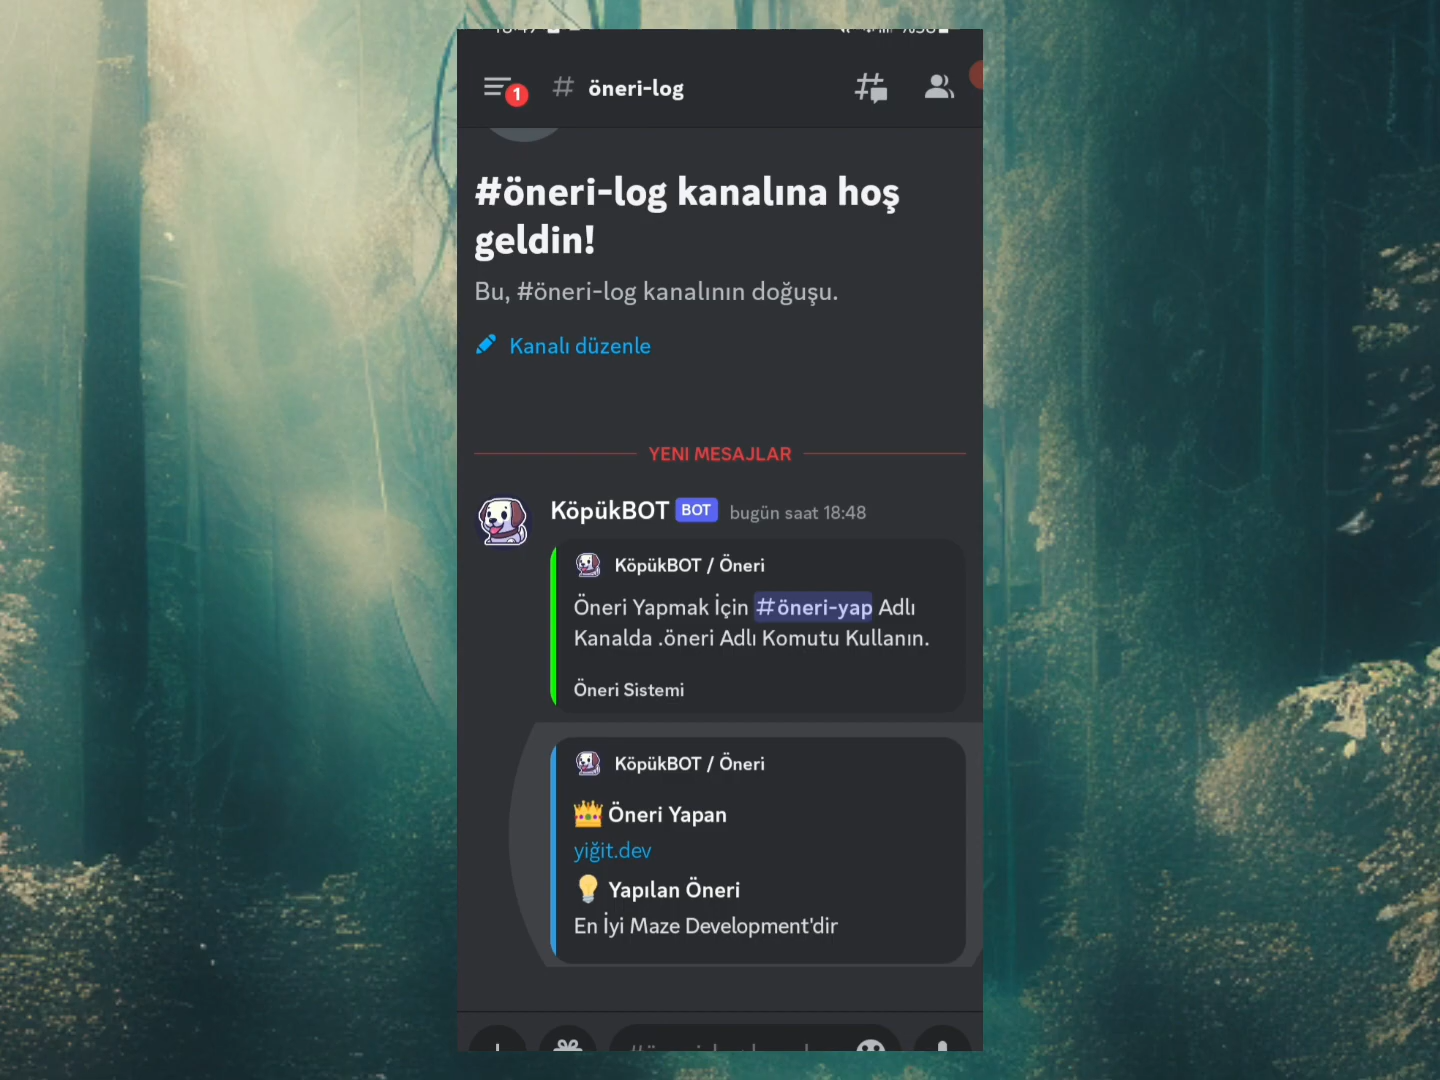 1
# öneri-log
#öneri-log kanalına hoş
geldin!
Bu, #öneri-log kanalının doğuşu.
Kanalı düzenle
YENI MESAJLAR
KöpükBOT BOT bugün saat 18:48
KöpükBOT / Öneri
Öneri Yapmak İçin #öneri-yap Adlı
Kanalda .öneri Adlı Komutu Kullanın.
Öneri Sistemi
KöpükBOT / Öneri
Öneri Yapan
yiğit.dev
Yapılan Öneri
En İyi Maze Development'dir